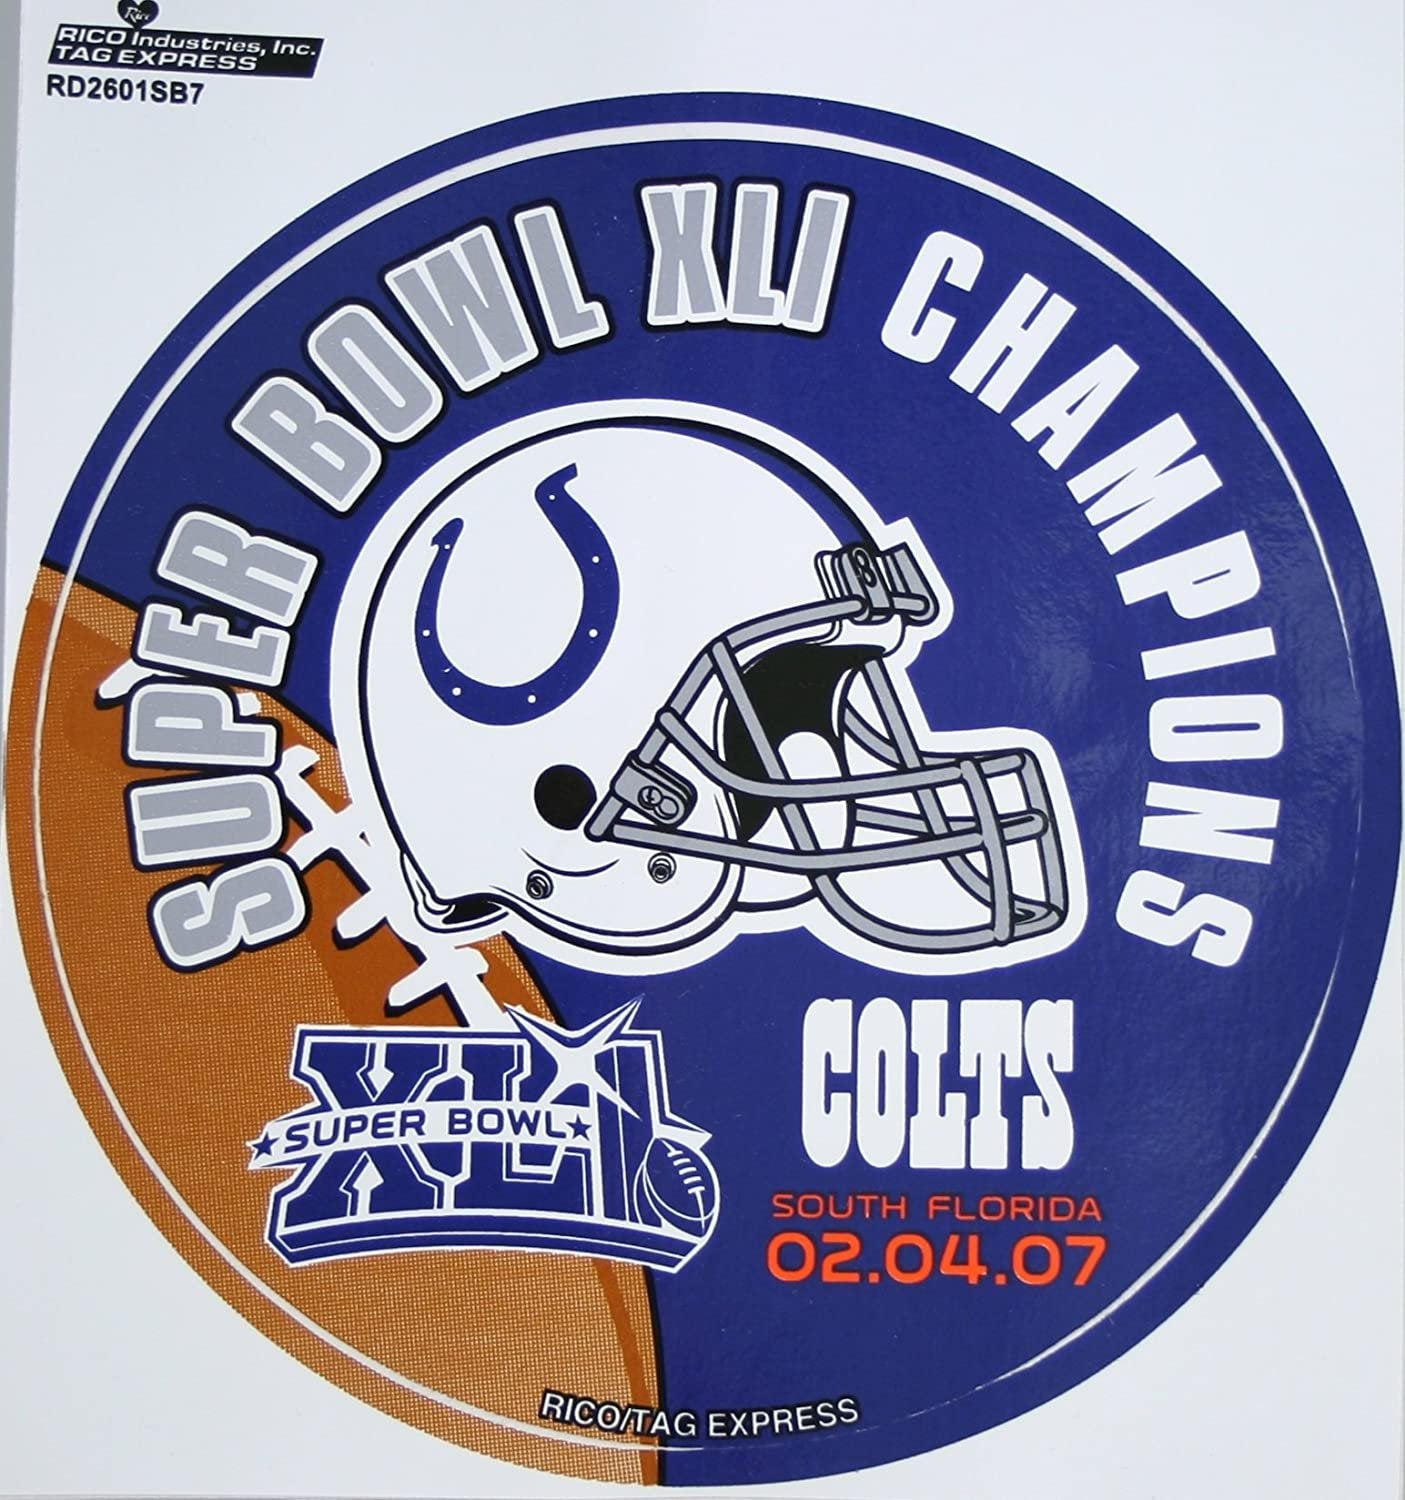 Rico
RICO Industries, Inc.
TAG EXPRESS
RD2601SB7
SUPER BOWL XLI CHAMPIONS
XLI
SUPER BOWL
COLTS
SOUTH FLORIDA
02.04.07
RICO/TAG EXPRESS